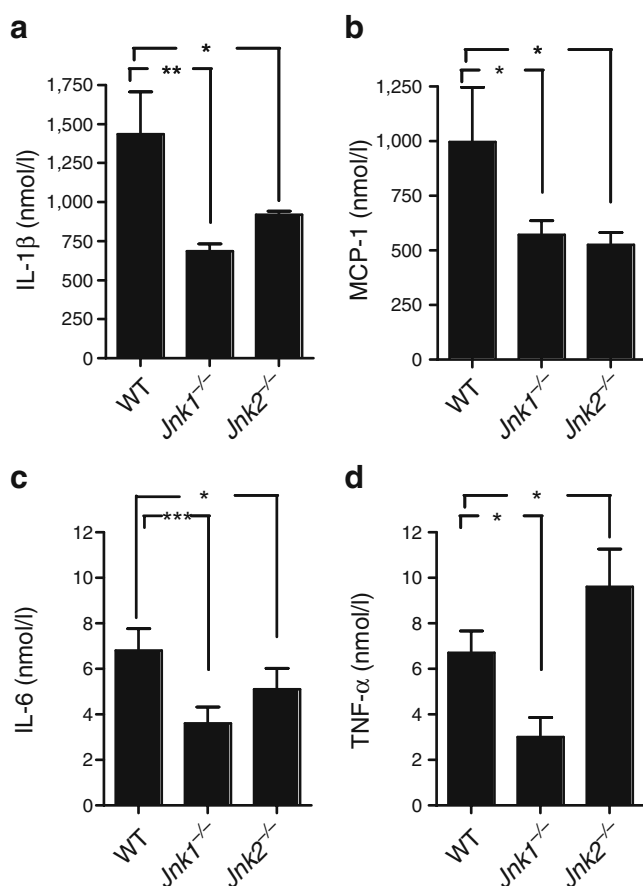 a
*
**
1,750
1,500
1,250
1,000
750
500
250
0
IL-1β (nmol/l)
WT
Jnk1⁻/⁻
Jnk2⁻/⁻
b
*
*
1,250
1,000
750
500
250
0
MCP-1 (nmol/l)
WT
Jnk1⁻/⁻
Jnk2⁻/⁻
c
*
***
12
10
8
6
4
2
0
IL-6 (nmol/l)
WT
Jnk1⁻/⁻
Jnk2⁻/⁻
d
*
*
12
10
8
6
4
2
0
TNF-α (nmol/l)
WT
Jnk1⁻/⁻
Jnk2⁻/⁻